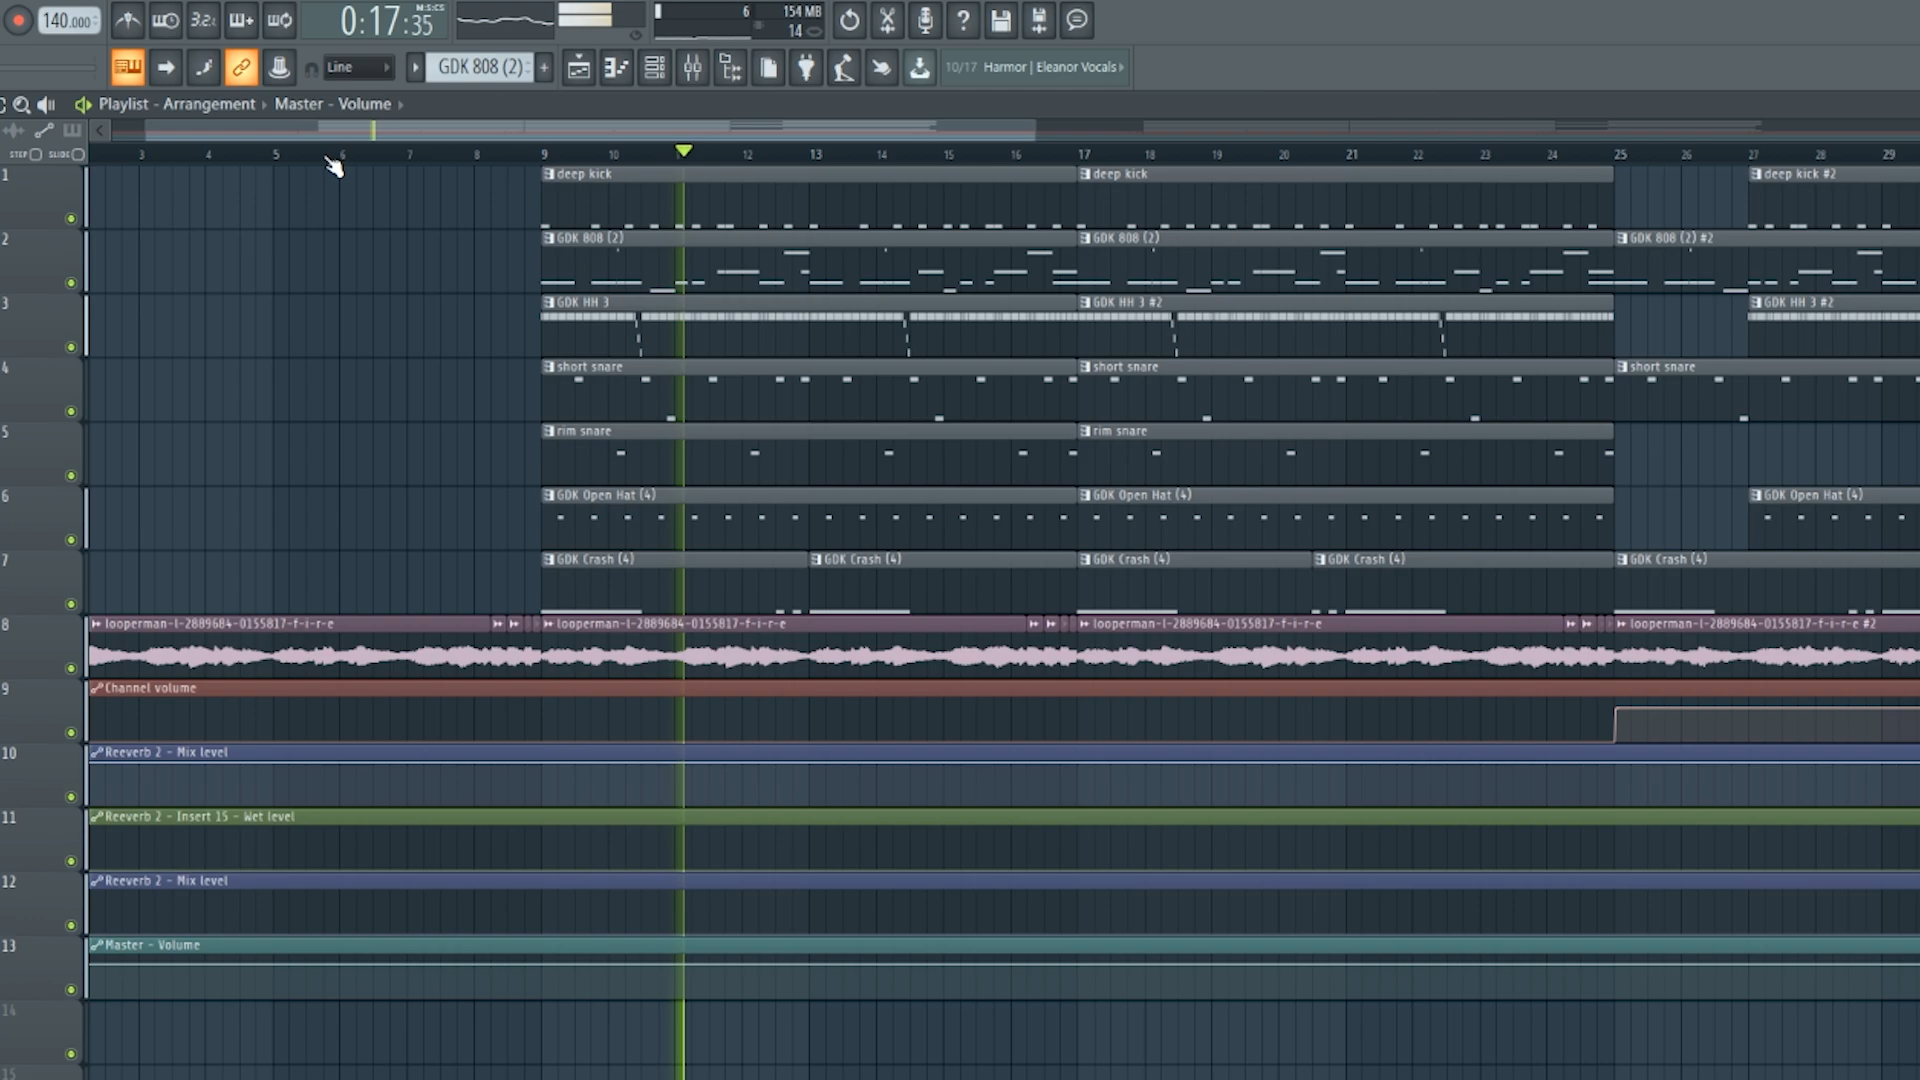 140.000
3.2.
0:17:35
M:S:CS
6
154 MB
14
Line
GDK 808 (2)
10/17 Harmor | Eleanor Vocals
Playlist - Arrangement › Master - Volume ›
STEP SLIDE
3 4 5 6 7 8 9 10 12 13 14 15 16 17 18 19 20 21 22 23 24 25 26 27 28 29
1
deep kick
deep kick
deep kick #2
2
GDK 808 (2)
GDK 808 (2)
GDK 808 (2) #2
3
GDK HH 3
GDK HH 3 #2
GDK HH 3 #2
4
short snare
short snare
short snare
5
rim snare
rim snare
6
GDK Open Hat (4)
GDK Open Hat (4)
GDK Open Hat (4)
7
GDK Crash (4)
GDK Crash (4)
GDK Crash (4)
GDK Crash (4)
GDK Crash (4)
8
looperman-l-2889684-0155817-f-i-r-e
looperman-l-2889684-0155817-f-i-r-e
looperman-l-2889684-0155817-f-i-r-e
looperman-l-2889684-0155817-f-i-r-e #2
9
Channel volume
10
Reeverb 2 - Mix level
11
Reeverb 2 - Insert 15 - Wet level
12
Reeverb 2 - Mix level
13
Master - Volume
14
15